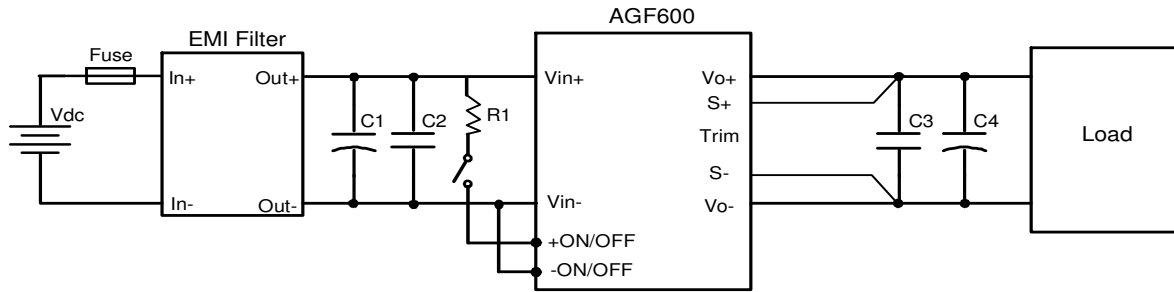 AGF600
EMI Filter
Fuse
In+
Out+
Vin+
Vo+
S+
Vdc
C1
C2
R1
Trim
C3
C4
Load
S-
In-
Out-
Vin-
Vo-
+ON/OFF
-ON/OFF